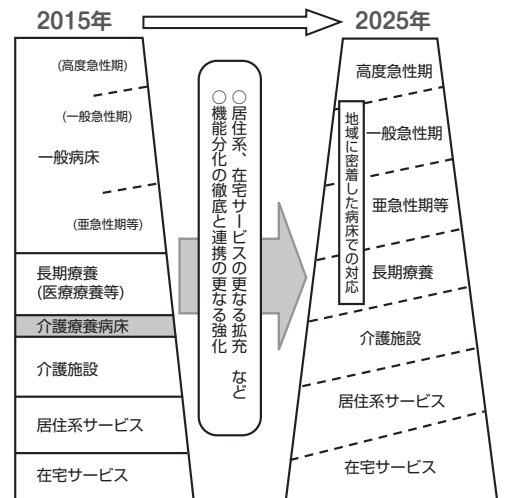 2015年
2025年
(高度急性期)
(一般急性期)
一般病床
(亜急性期等)
長期療養
(医療療養等)
介護療養病床
介護施設
居住系サービス
在宅サービス
○居住系、在宅サービスの更なる拡充 など
○機能分化の徹底と連携の更なる強化
高度急性期
一般急性期
亜急性期等
長期療養
介護施設
居住系サービス
在宅サービス
地域に密着した病床での対応